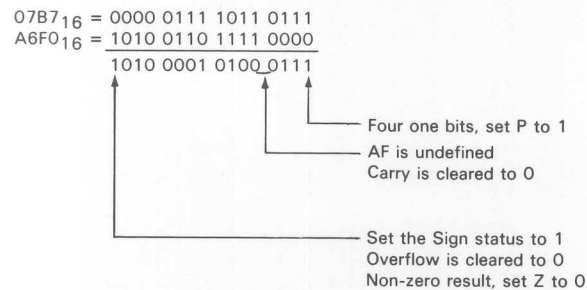 07B7₁₆ = 0000 0111 1011 0111
A6F0₁₆ = 1010 0110 1111 0000
1010 0001 0100 0111
Four one bits, set P to 1
AF is undefined
Carry is cleared to 0
Set the Sign status to 1
Overflow is cleared to 0
Non-zero result, set Z to 0